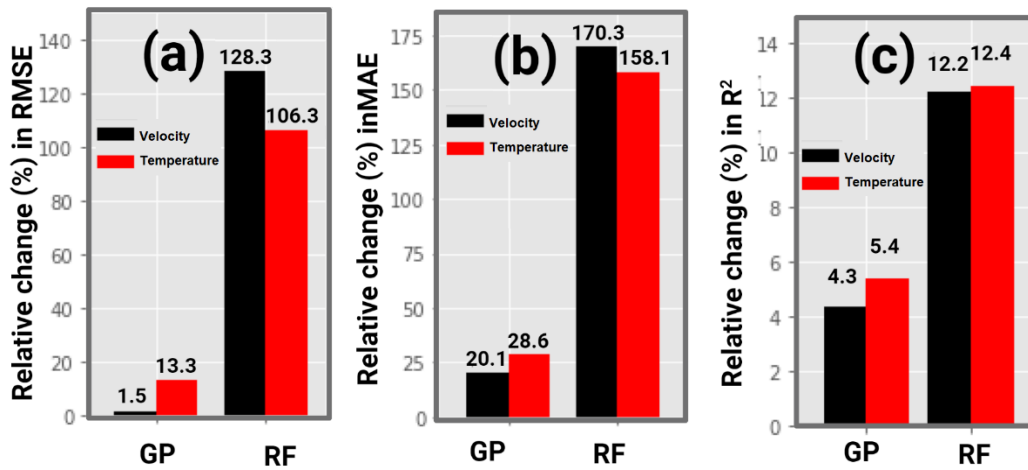 Relative change (%) in RMSE
140
120
100
80
60
40
20
0
(a)
128.3
106.3
Velocity
Temperature
1.5
13.3
GP
RF
Relative change (%) inMAE
175
150
125
100
75
50
25
0
(b)
170.3
158.1
Velocity
Temperature
20.1
28.6
GP
RF
Relative change (%) in R²
14
12
10
8
6
4
2
0
(c)
12.2
12.4
Velocity
Temperature
4.3
5.4
GP
RF